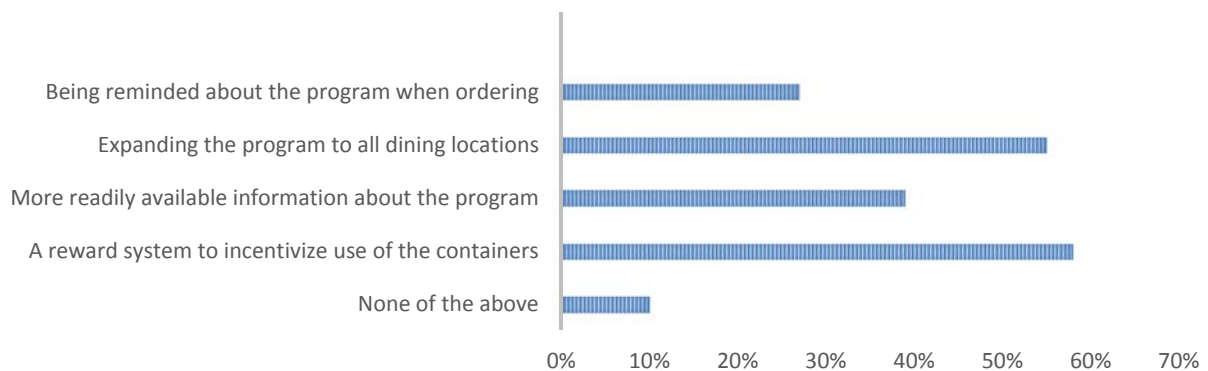 Being reminded about the program when ordering
Expanding the program to all dining locations
More readily available information about the program
A reward system to incentivize use of the containers
None of the above
0% 10% 20% 30% 40% 50% 60% 70%